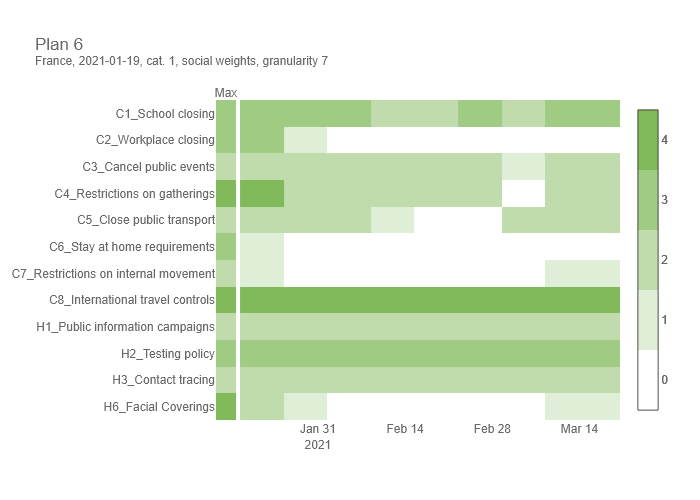 Plan 6
France, 2021-01-19, cat. 1, social weights, granularity 7
Max
C1_School closing
C2_Workplace closing
C3_Cancel public events
C4_Restrictions on gatherings
C5_Close public transport
C6_Stay at home requirements
C7_Restrictions on internal movement
C8_International travel controls
H1_Public information campaigns
H2_Testing policy
H3_Contact tracing
H6_Facial Coverings
Jan 31
2021
Feb 14
Feb 28
Mar 14
4
3
2
1
0